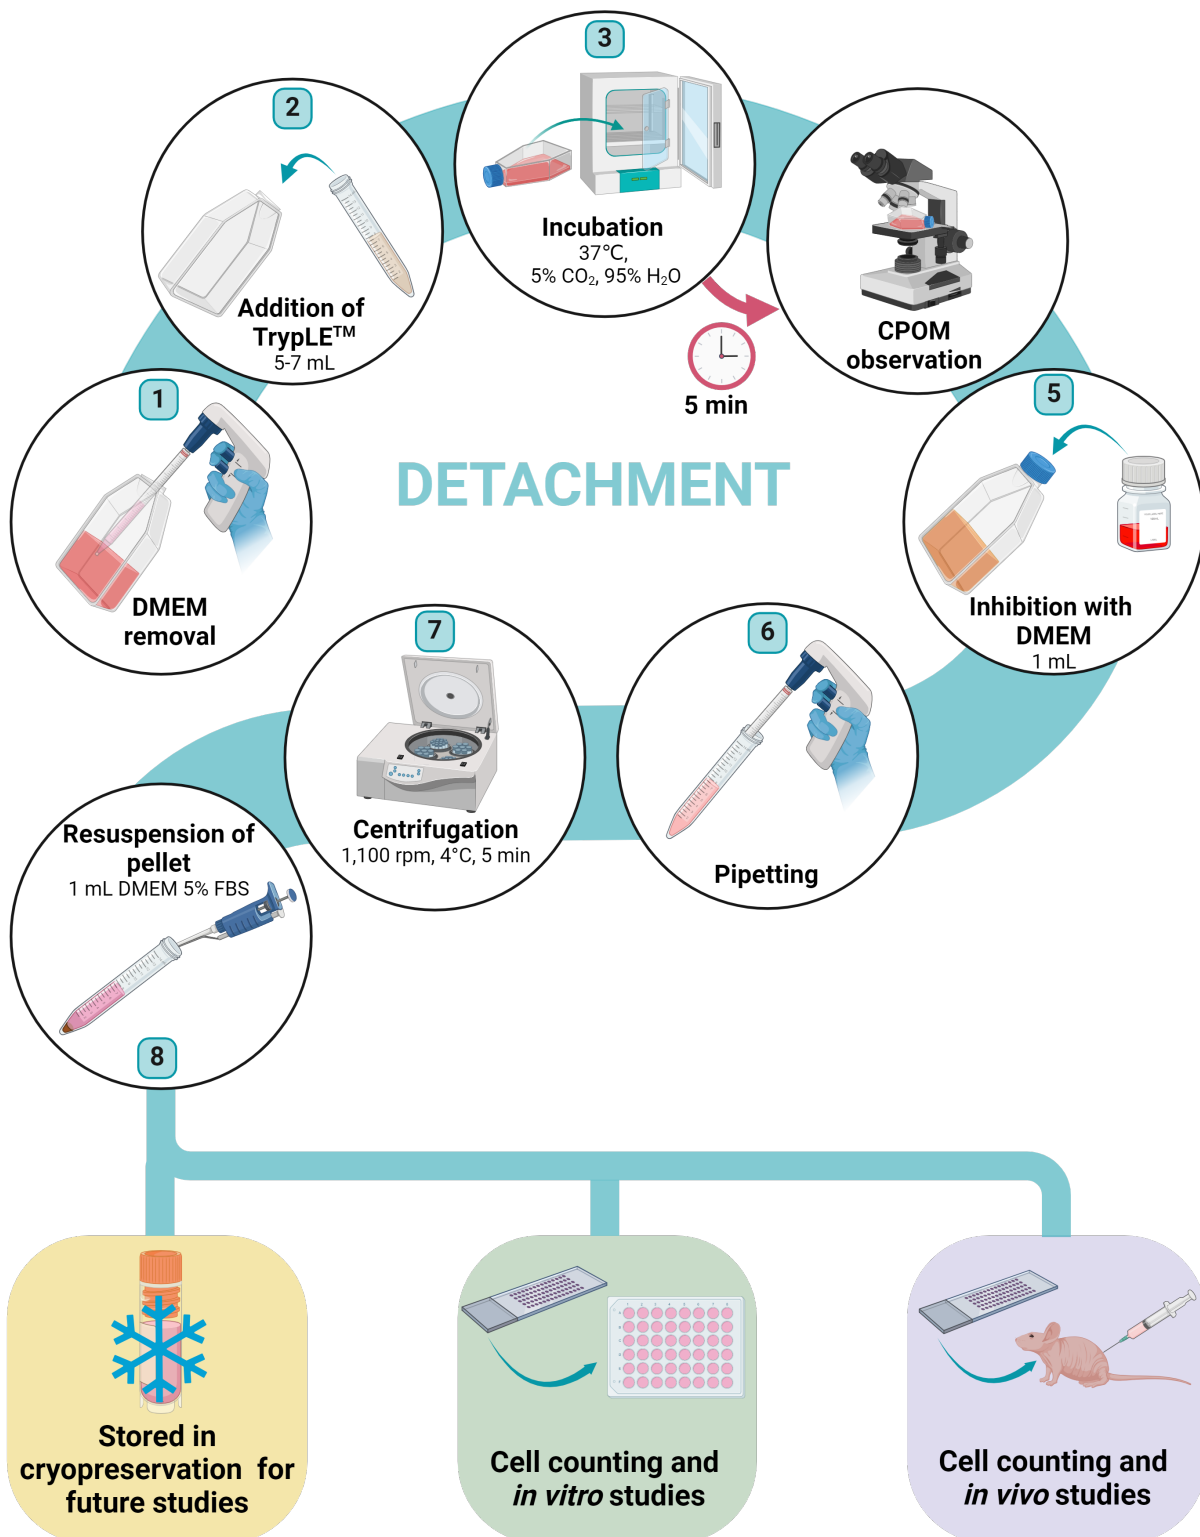 1
DMEM
removal
2
Addition of
TrypLE™
5-7 mL
3
Incubation
37°C,
5% CO₂, 95% H₂O
5 min
CPOM
observation
DETACHMENT
5
Inhibition with
DMEM
1 mL
6
Pipetting
7
Centrifugation
1,100 rpm, 4°C, 5 min
Resuspension of
pellet
1 mL DMEM 5% FBS
8
Stored in
cryopreservation for
future studies
Cell counting and
in vitro studies
Cell counting and
in vivo studies